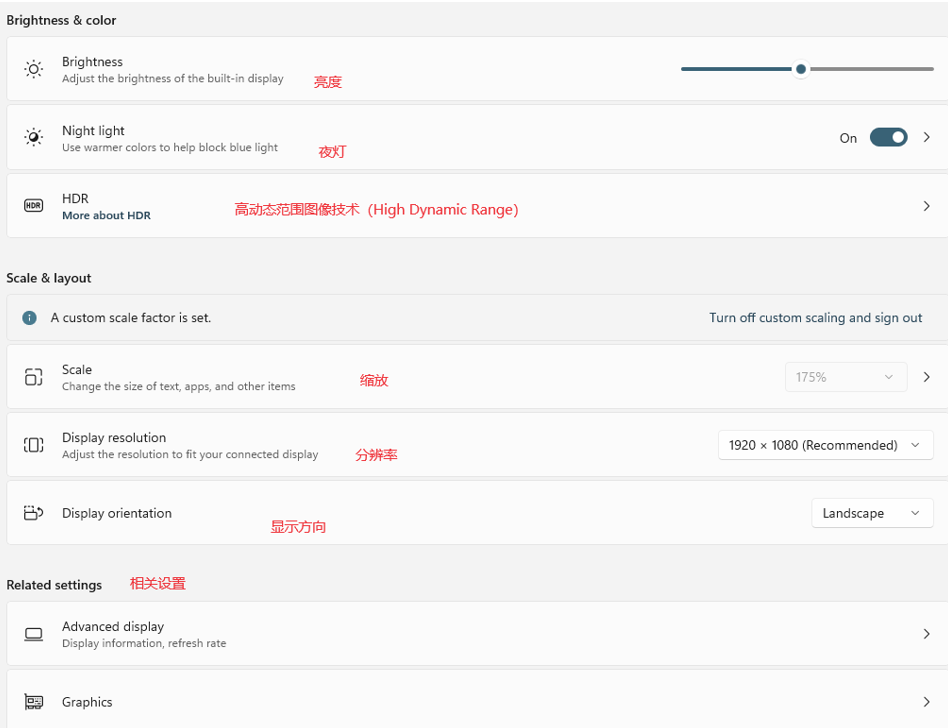 Brightness & color
Brightness
Adjust the brightness of the built-in display
亮度
Night light
Use warmer colors to help block blue light
夜灯
On
HDR
HDR
More about HDR
高动态范围图像技术（High Dynamic Range）
Scale & layout
A custom scale factor is set.
Turn off custom scaling and sign out
Scale
Change the size of text, apps, and other items
缩放
175%
Display resolution
Adjust the resolution to fit your connected display
分辨率
1920 × 1080 (Recommended)
Display orientation
显示方向
Landscape
Related settings
相关设置
Advanced display
Display information, refresh rate
Graphics